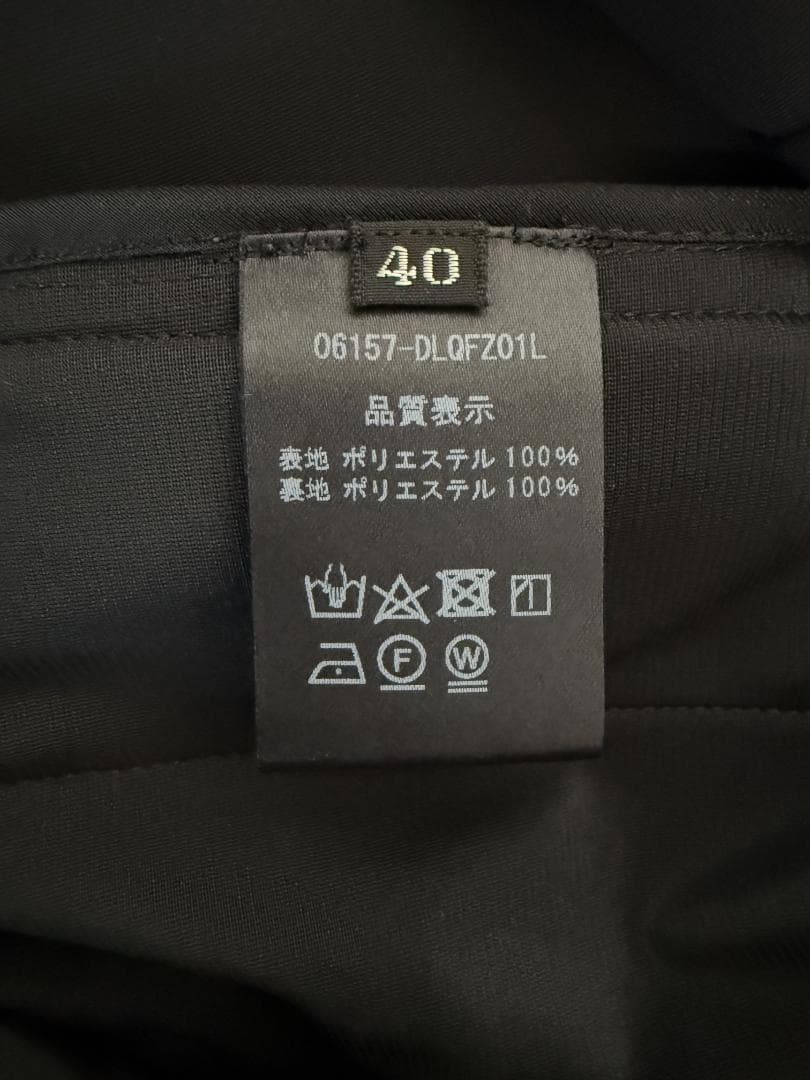 40
06157-DLQFZ01L
品質表示
表地 ポリエステル 100%
裏地 ポリエステル 100%
F W